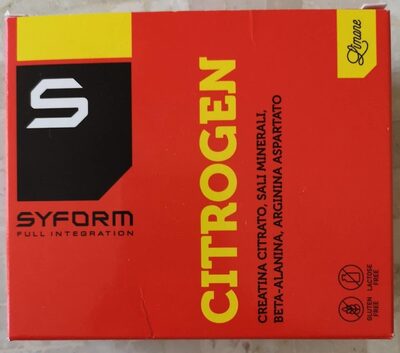 S
SYFORM
FULL INTEGRATION
CITROGEN
CREATINA CITRATO, SALI MINERALI,
BETA-ALANINA, ARGININA ASPARTATO
Limone
GLUTEN
FREE
LACTOSE
FREE